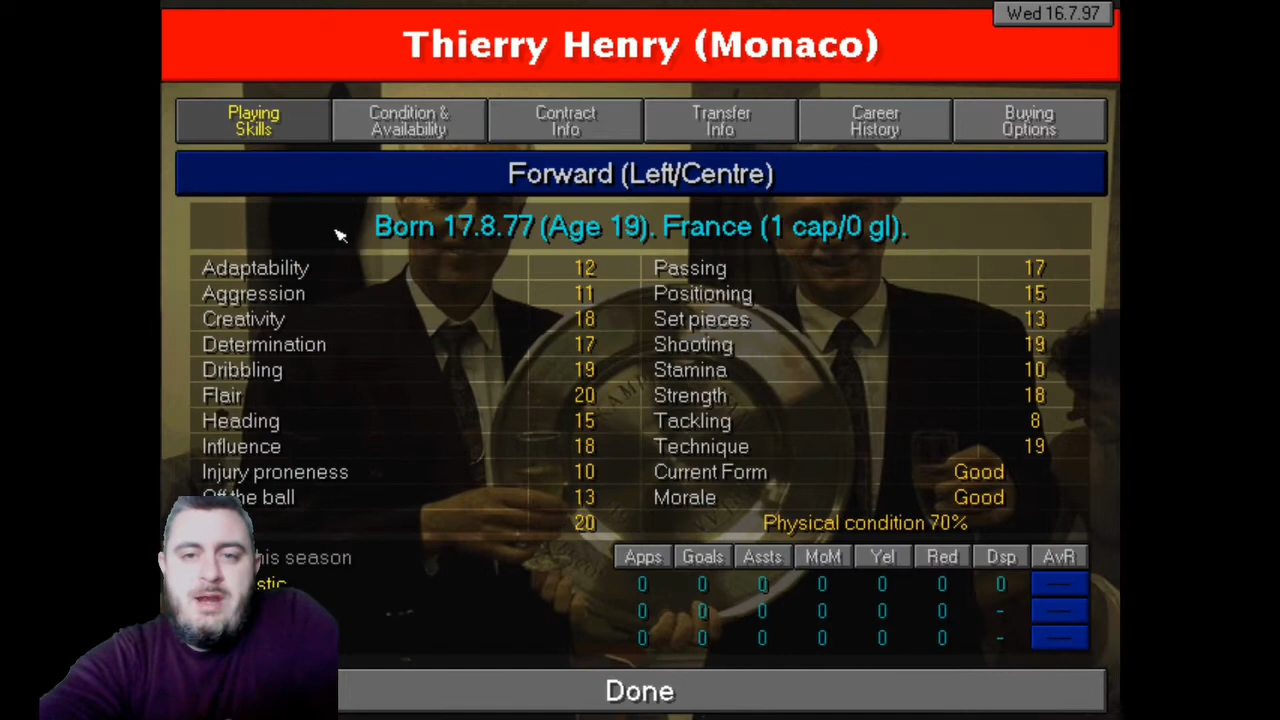 Wed 16.7.97
Thierry Henry (Monaco)
Playing Skills
Condition & Availability
Contract Info
Transfer Info
Career History
Buying Options
Forward (Left/Centre)
Born 17.8.77 (Age 19). France (1 cap/0 gl).
Adaptability 12 Passing 17
Aggression 11 Positioning 15
Creativity 18 Set pieces 13
Determination 17 Shooting 19
Dribbling 19 Stamina 10
Flair 20 Strength 18
Heading 15 Tackling 8
Influence 18 Technique 19
Injury proneness 10 Current Form Good
Off the ball 13 Morale Good
20 Physical condition 70%
his season Apps Goals Assts MoM Yel Red Dsp AvR
stic 0 0 0 0 0 0 0 ---
0 0 0 0 0 0 - ---
0 0 0 0 0 0 - ---
Done